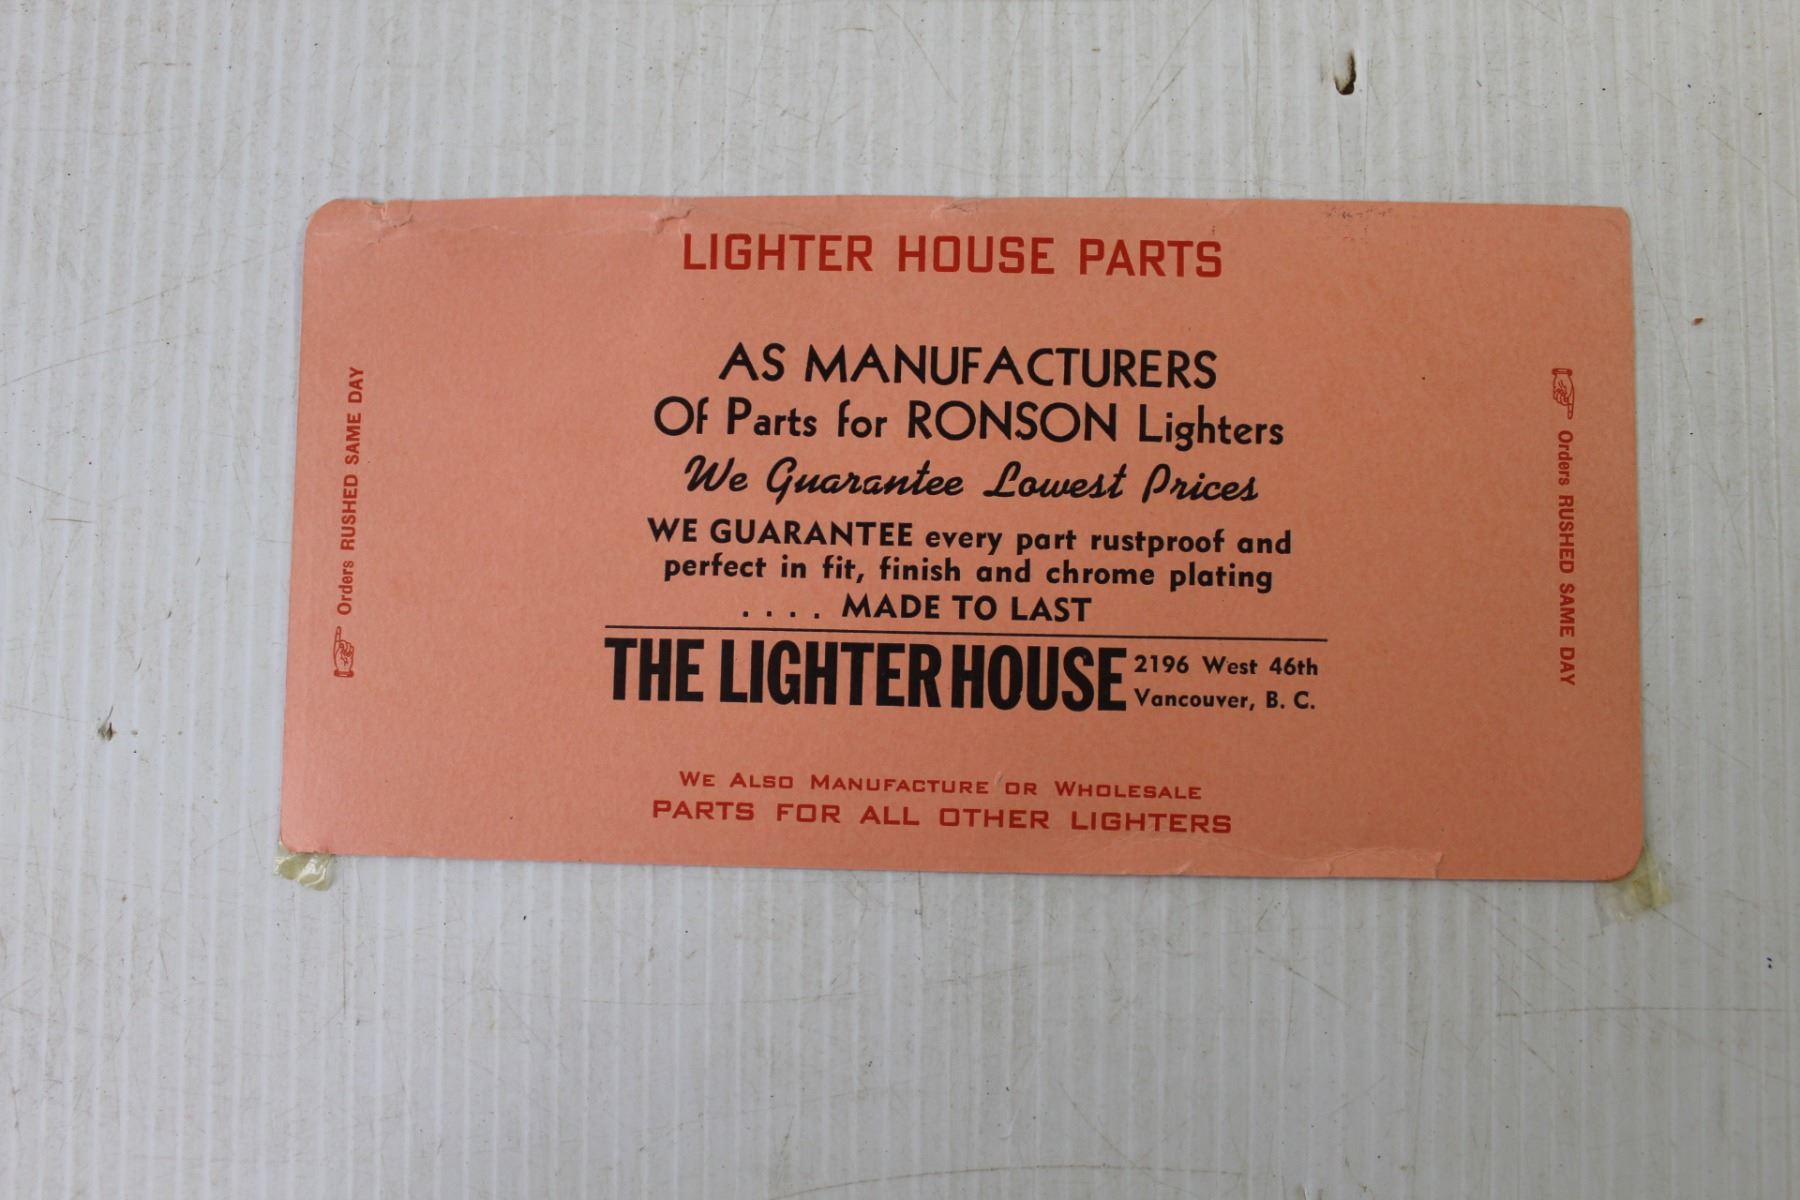 LIGHTER HOUSE PARTS
AS MANUFACTURERS
Of Parts for RONSON Lighters
We Guarantee Lowest Prices
WE GUARANTEE every part rustproof and
perfect in fit, finish and chrome plating
. . . . MADE TO LAST
THE LIGHTER HOUSE
2196 West 46th
Vancouver, B. C.
WE ALSO MANUFACTURE OR WHOLESALE
PARTS FOR ALL OTHER LIGHTERS
Orders RUSHED SAME DAY
Orders RUSHED SAME DAY